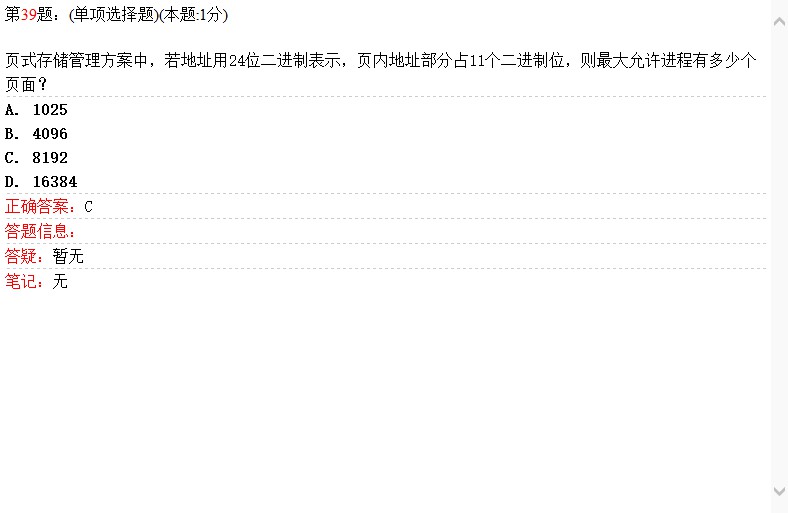 第39题：(单项选择题)(本题:1分)
页式存储管理方案中，若地址用24位二进制表示，页内地址部分占11个二进制位，则最大允许进程有多少个
页面？
A. 1025
B. 4096
C. 8192
D. 16384
正确答案：C
答题信息：
答疑：暂无
笔记：无